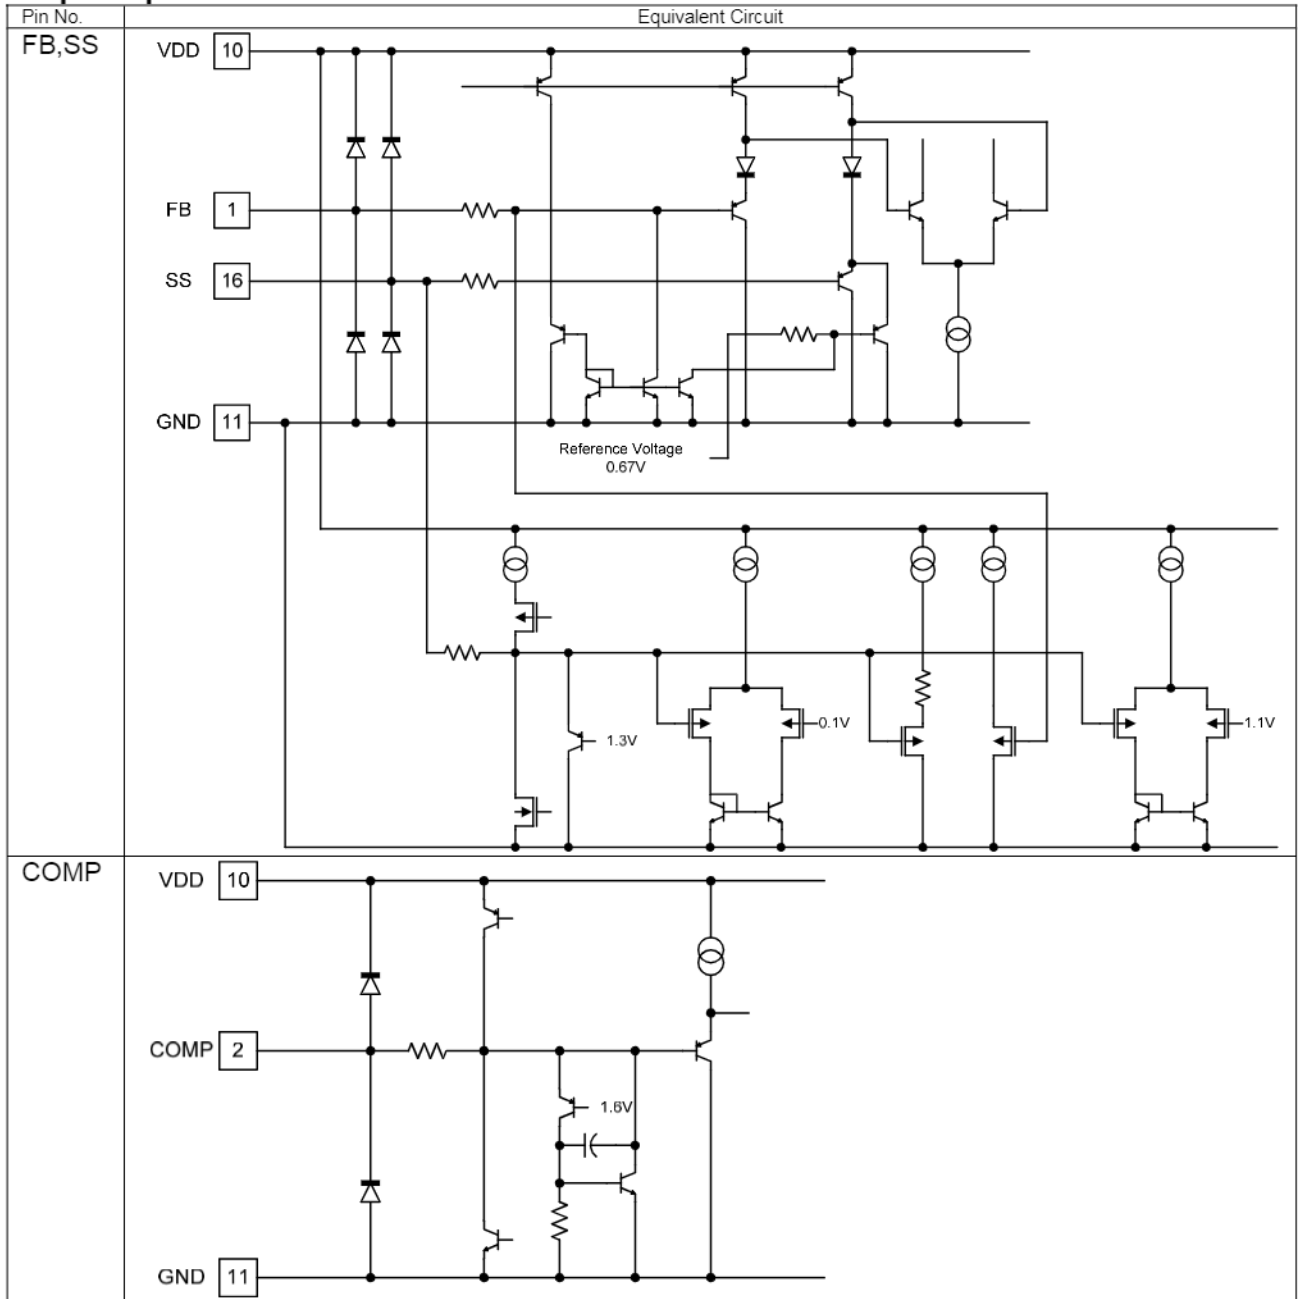 Pin No. Equivalent Circuit
FB,SS
VDD 10
FB 1
SS 16
GND 11
Reference Voltage
0.67V
0.1V
1.1V
1.3V
COMP
VDD 10
COMP 2
1.6V
GND 11